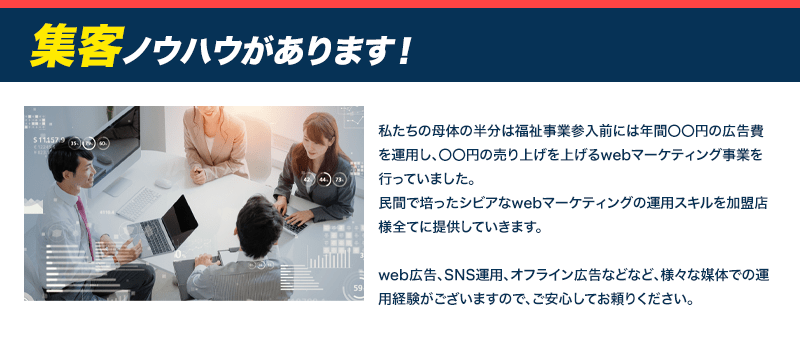 集客ノウハウがあります!
私たちの母体の半分は福祉事業参入前には年間〇〇円の広告費
を運用し、〇〇円の売り上げを上げるwebマーケティング事業を
行っていました。
民間で培ったシビアなwebマーケティングの運用スキルを加盟店
様全てに提供していきます。
web広告、SNS運用、オフライン広告などなど、様々な媒体での運
用経験がございますので、ご安心してお頼りください。
$ 11157.9